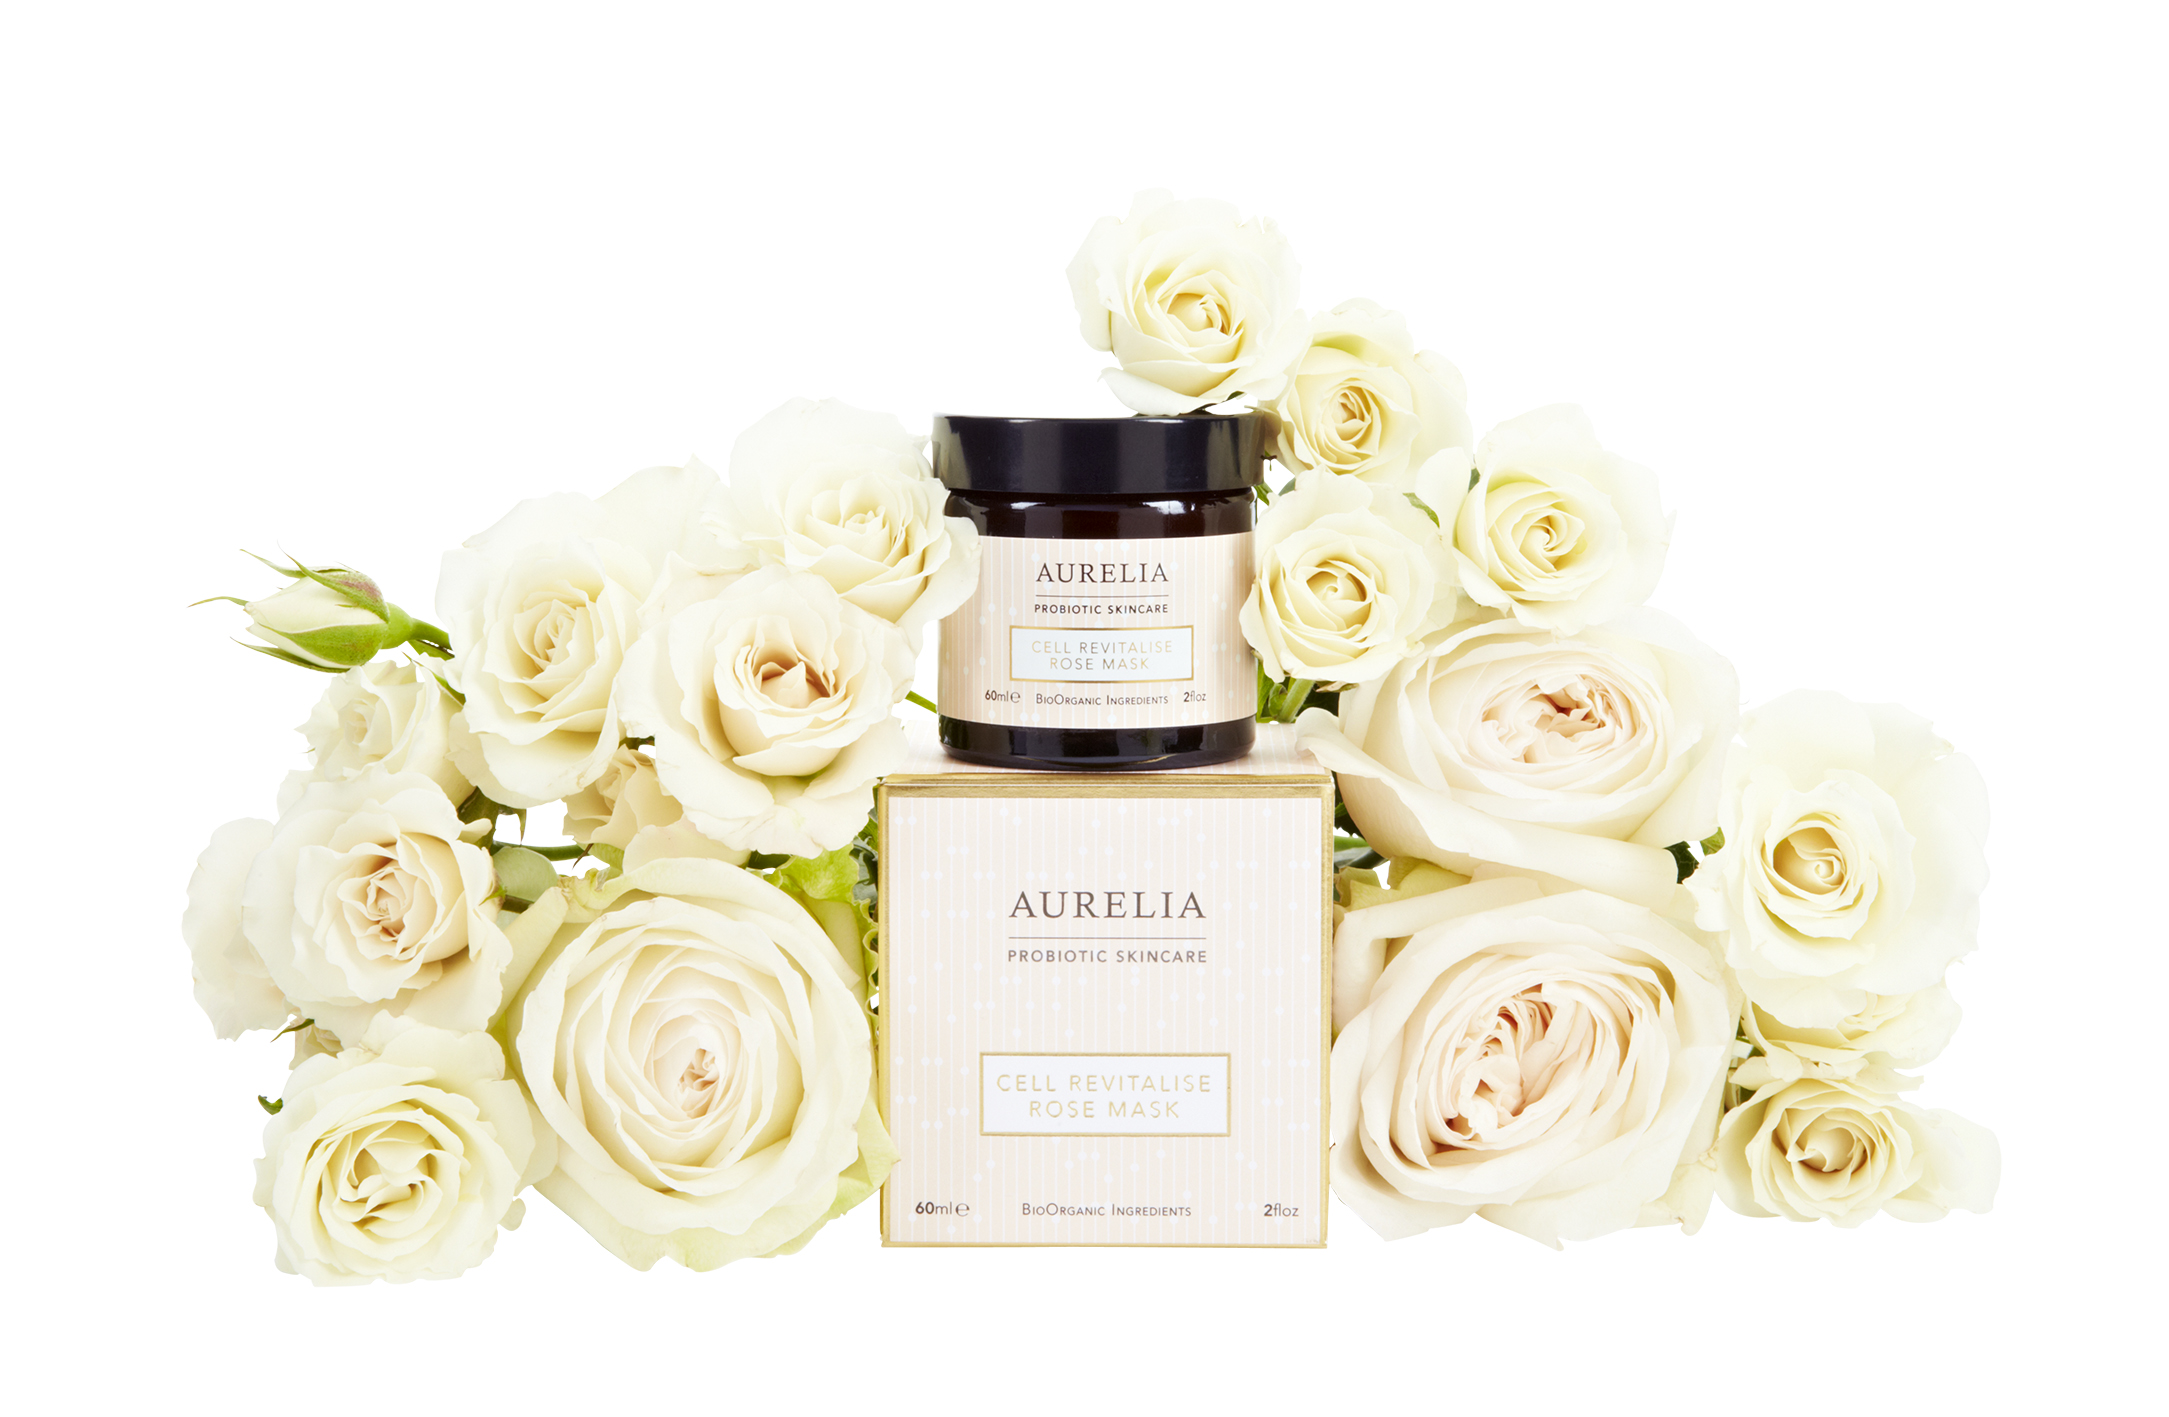 AURELIA
PROBIOTIC SKINCARE
CELL REVITALISE
ROSE MASK
60ml℮ BIOORGANIC INGREDIENTS 2floz
AURELIA
PROBIOTIC SKINCARE
CELL REVITALISE
ROSE MASK
60ml℮ BIOORGANIC INGREDIENTS 2floz